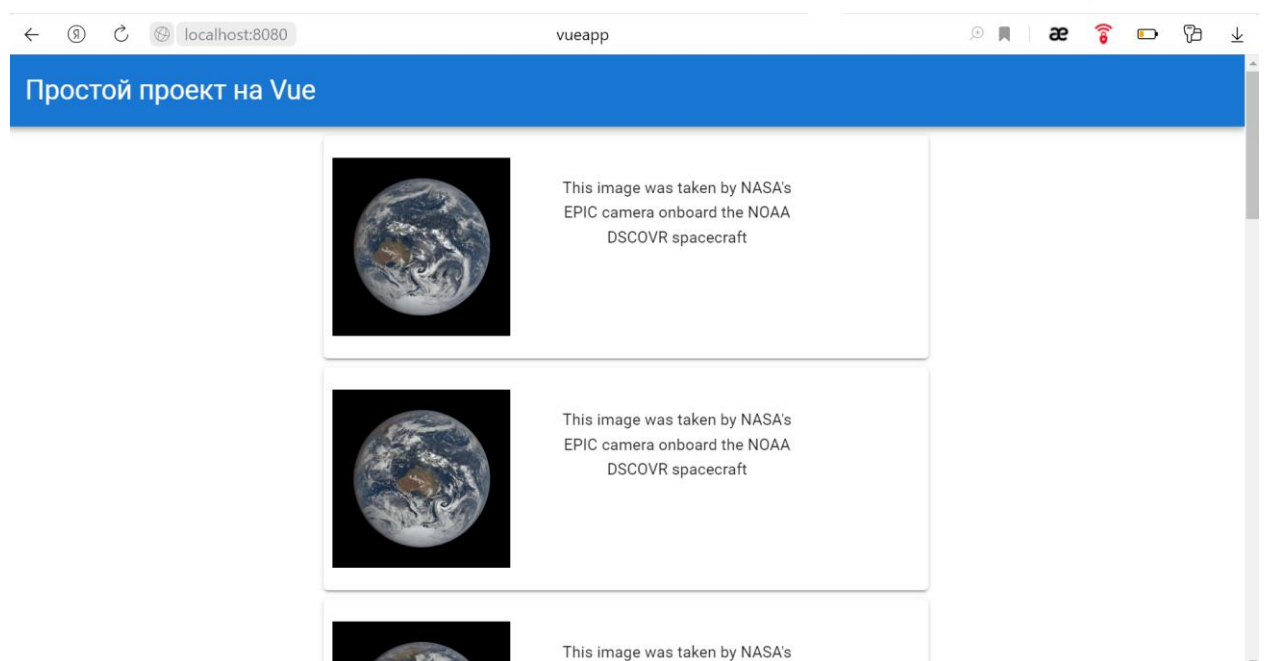 localhost:8080
vueapp
æ
Простой проект на Vue
This image was taken by NASA's
EPIC camera onboard the NOAA
DSCOVR spacecraft
This image was taken by NASA's
EPIC camera onboard the NOAA
DSCOVR spacecraft
This image was taken by NASA's